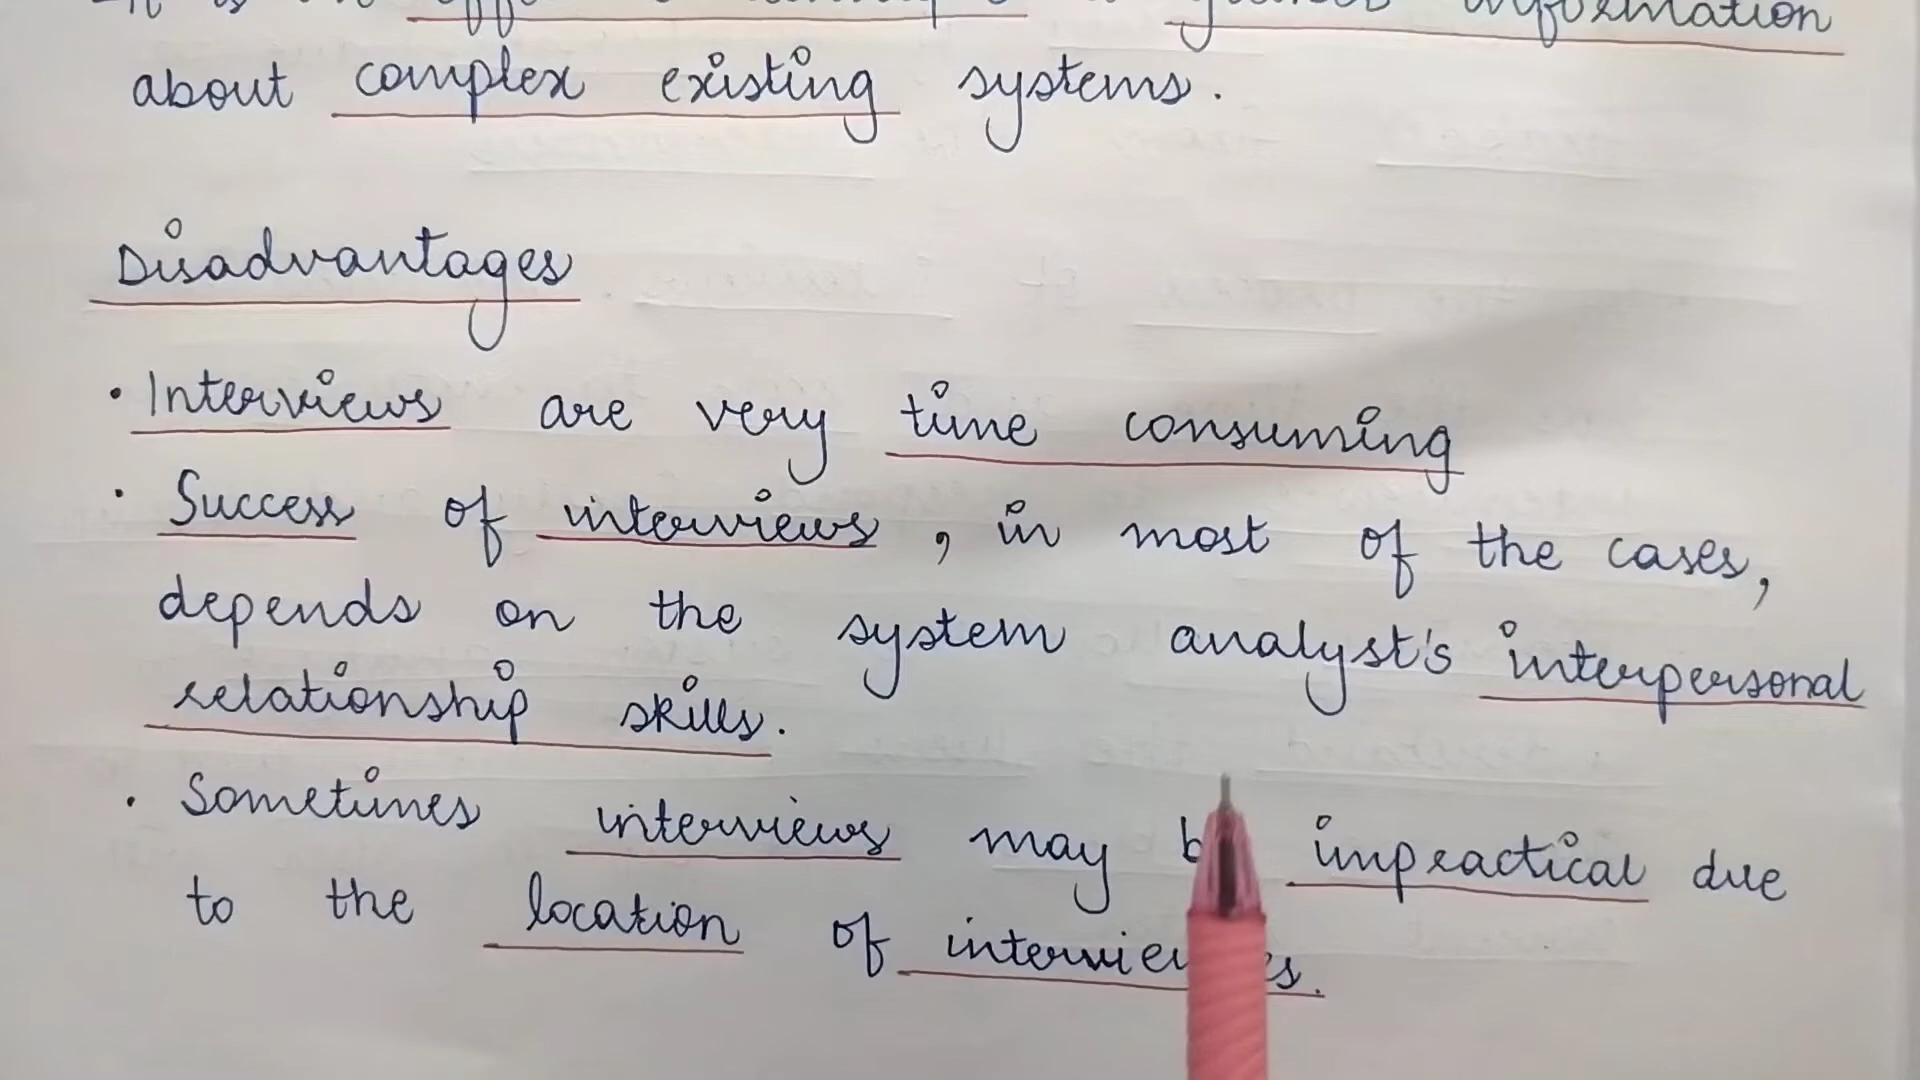 information
about complex existing systems.
Disadvantages
• Interviews are very time consuming
• Success of interviews, in most of the cases,
depends on the system analyst's interpersonal
relationship skills.
• Sometimes interviews may impractical due
to the location of